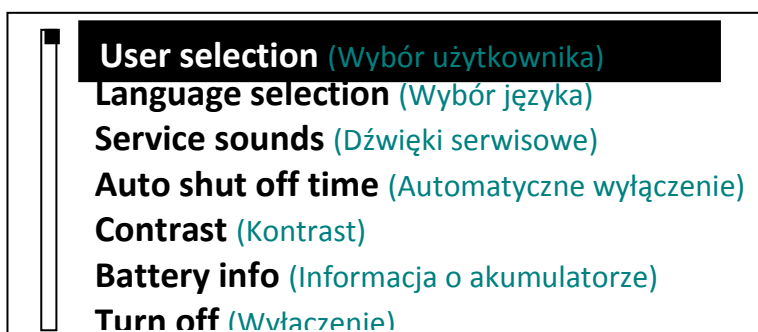 User selection (Wybór użytkownika)
Language selection (Wybór języka)
Service sounds (Dźwięki serwisowe)
Auto shut off time (Automatyczne wyłączenie)
Contrast (Kontrast)
Battery info (Informacja o akumulatorze)
Turn off (Wyłączenie)